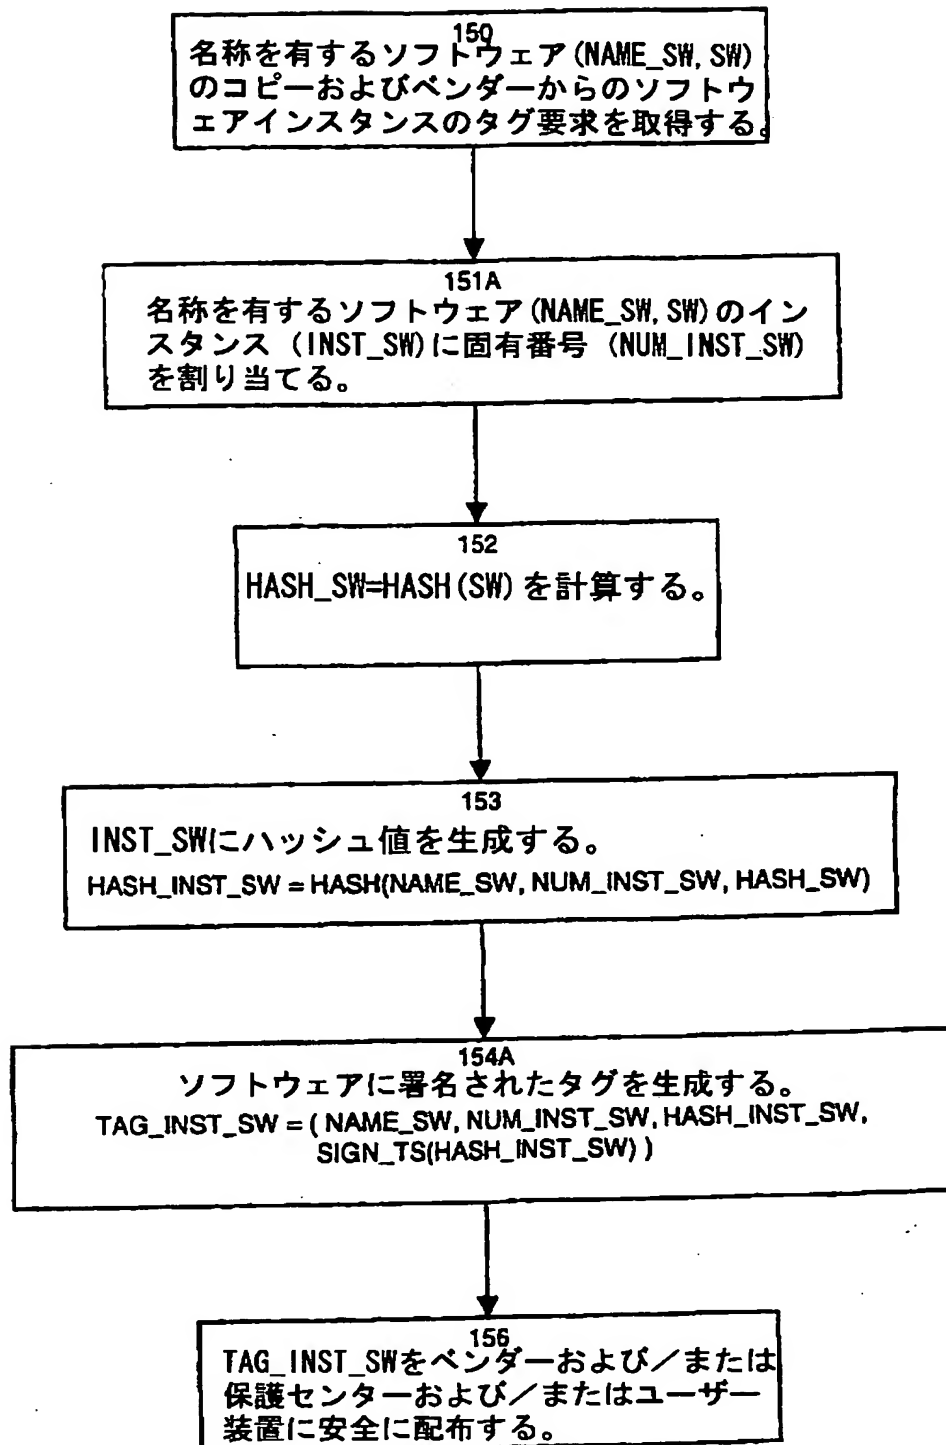 150
名称を有するソフトウェア(NAME_SW, SW)
のコピーおよびベンダーからのソフトウ
ェアインスタンスのタグ要求を取得する。
151A
名称を有するソフトウェア(NAME_SW, SW)のイン
スタンス (INST_SW)に固有番号 (NUM_INST_SW)
を割り当てる。
152
HASH_SW=HASH(SW)を計算する。
153
INST_SWにハッシュ値を生成する。
HASH_INST_SW = HASH(NAME_SW, NUM_INST_SW, HASH_SW)
154A
ソフトウェアに署名されたタグを生成する。
TAG_INST_SW = ( NAME_SW, NUM_INST_SW, HASH_INST_SW,
SIGN_TS(HASH_INST_SW) )
156
TAG_INST_SWをベンダーおよび/または
保護センターおよび/またはユーザー
装置に安全に配布する。